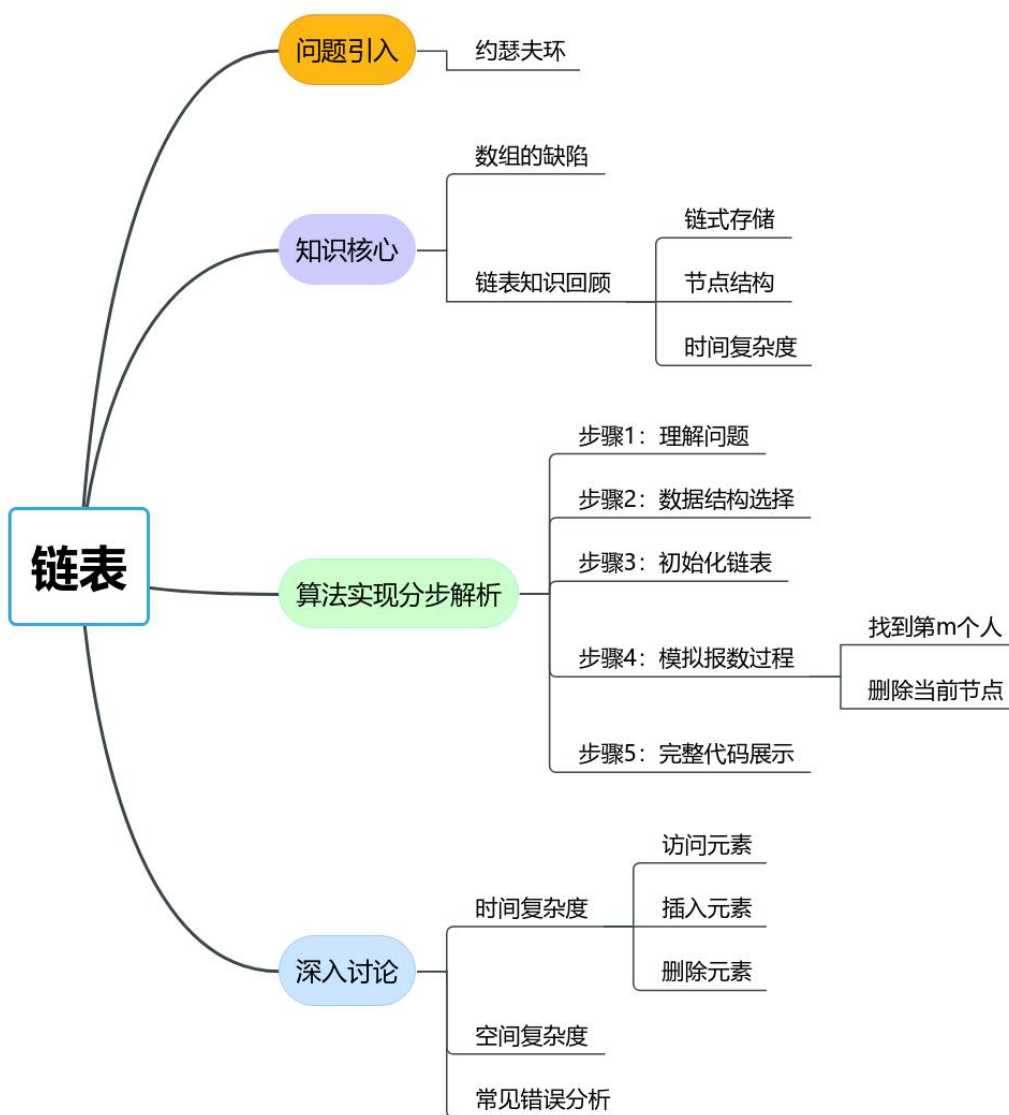 链表
问题引入
约瑟夫环
知识核心
数组的缺陷
链表知识回顾
链式存储
节点结构
时间复杂度
算法实现分步解析
步骤1：理解问题
步骤2：数据结构选择
步骤3：初始化链表
步骤4：模拟报数过程
找到第m个人
删除当前节点
步骤5：完整代码展示
深入讨论
时间复杂度
访问元素
插入元素
删除元素
空间复杂度
常见错误分析